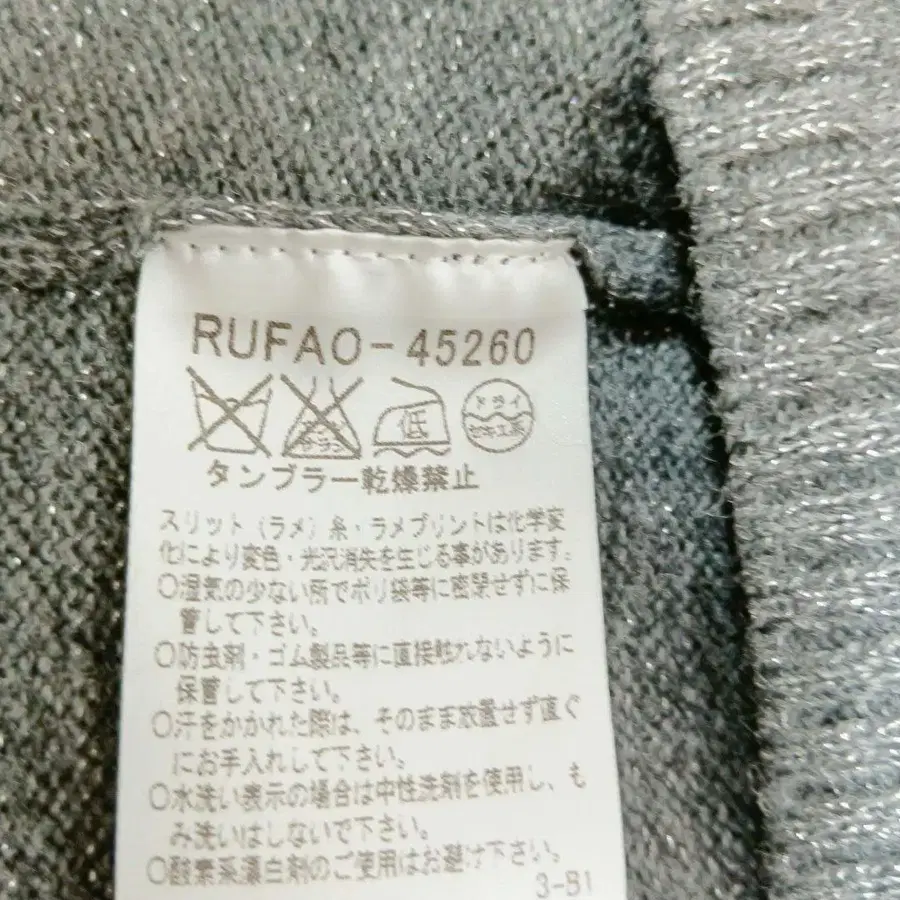 RUFAO-45260
低
ドライ
セキユ系
タンブラー乾燥禁止
スリット（ラメ）糸・ラメプリントは化学変
化により変色・光沢消失を生じる事があります。
○湿気の少ない所でポリ袋等に密閉せずに保
管して下さい。
○防虫剤・ゴム製品等に直接触れないように
保管して下さい。
○汗をかかれた際は、そのまま放置せず直ぐ
にお手入れして下さい。
○水洗い表示の場合は中性洗剤を使用し、も
み洗いはしないで下さい。
○酸素系漂白剤のご使用はお避け下さい。
3-B1